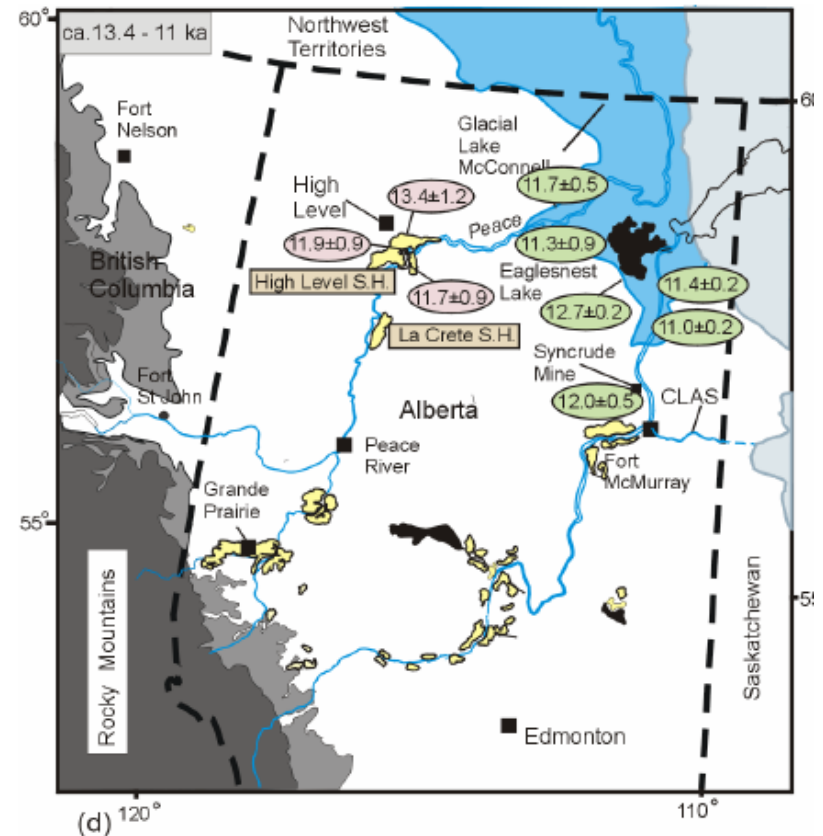 60°
ca.13.4 - 11 ka
Northwest
Territories
60
Fort
Nelson
Glacial
Lake
McConnell
High
Level
13.4±1.2
11.7±0.5
Peace
11.9±0.9
11.3±0.9
British
Columbia
High Level S.H.
11.7±0.9
Eaglesnest
Lake
11.4±0.2
12.7±0.2
11.0±0.2
La Crete S.H.
Syncrude
Mine
Fort
St John
Alberta
12.0±0.5
CLAS
Peace
River
Fort
McMurray
Grande
Prairie
55°
55
Rocky Mountains
Saskatchewan
Edmonton
120°
110°
(d)